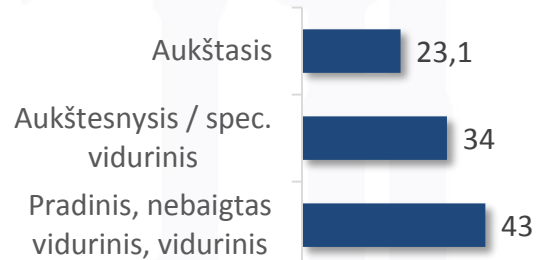 Aukštasis
23,1
Aukštesnysis / spec.
vidurinis
34
Pradinis, nebaigtas
vidurinis, vidurinis
43